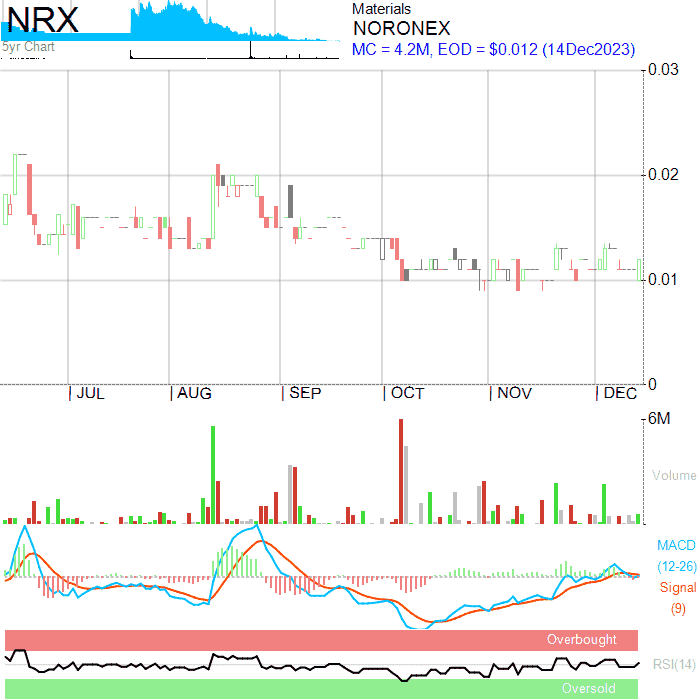 NRX
5yr Chart
Materials
NORONEX
MC = 4.2M, EOD = $0.012 (14Dec2023)
0.03
0.02
0.01
0
JUL AUG SEP OCT NOV DEC
6M
Volume
MACD
(12-26)
Signal
(9)
Overbought
RSI(14)
Oversold